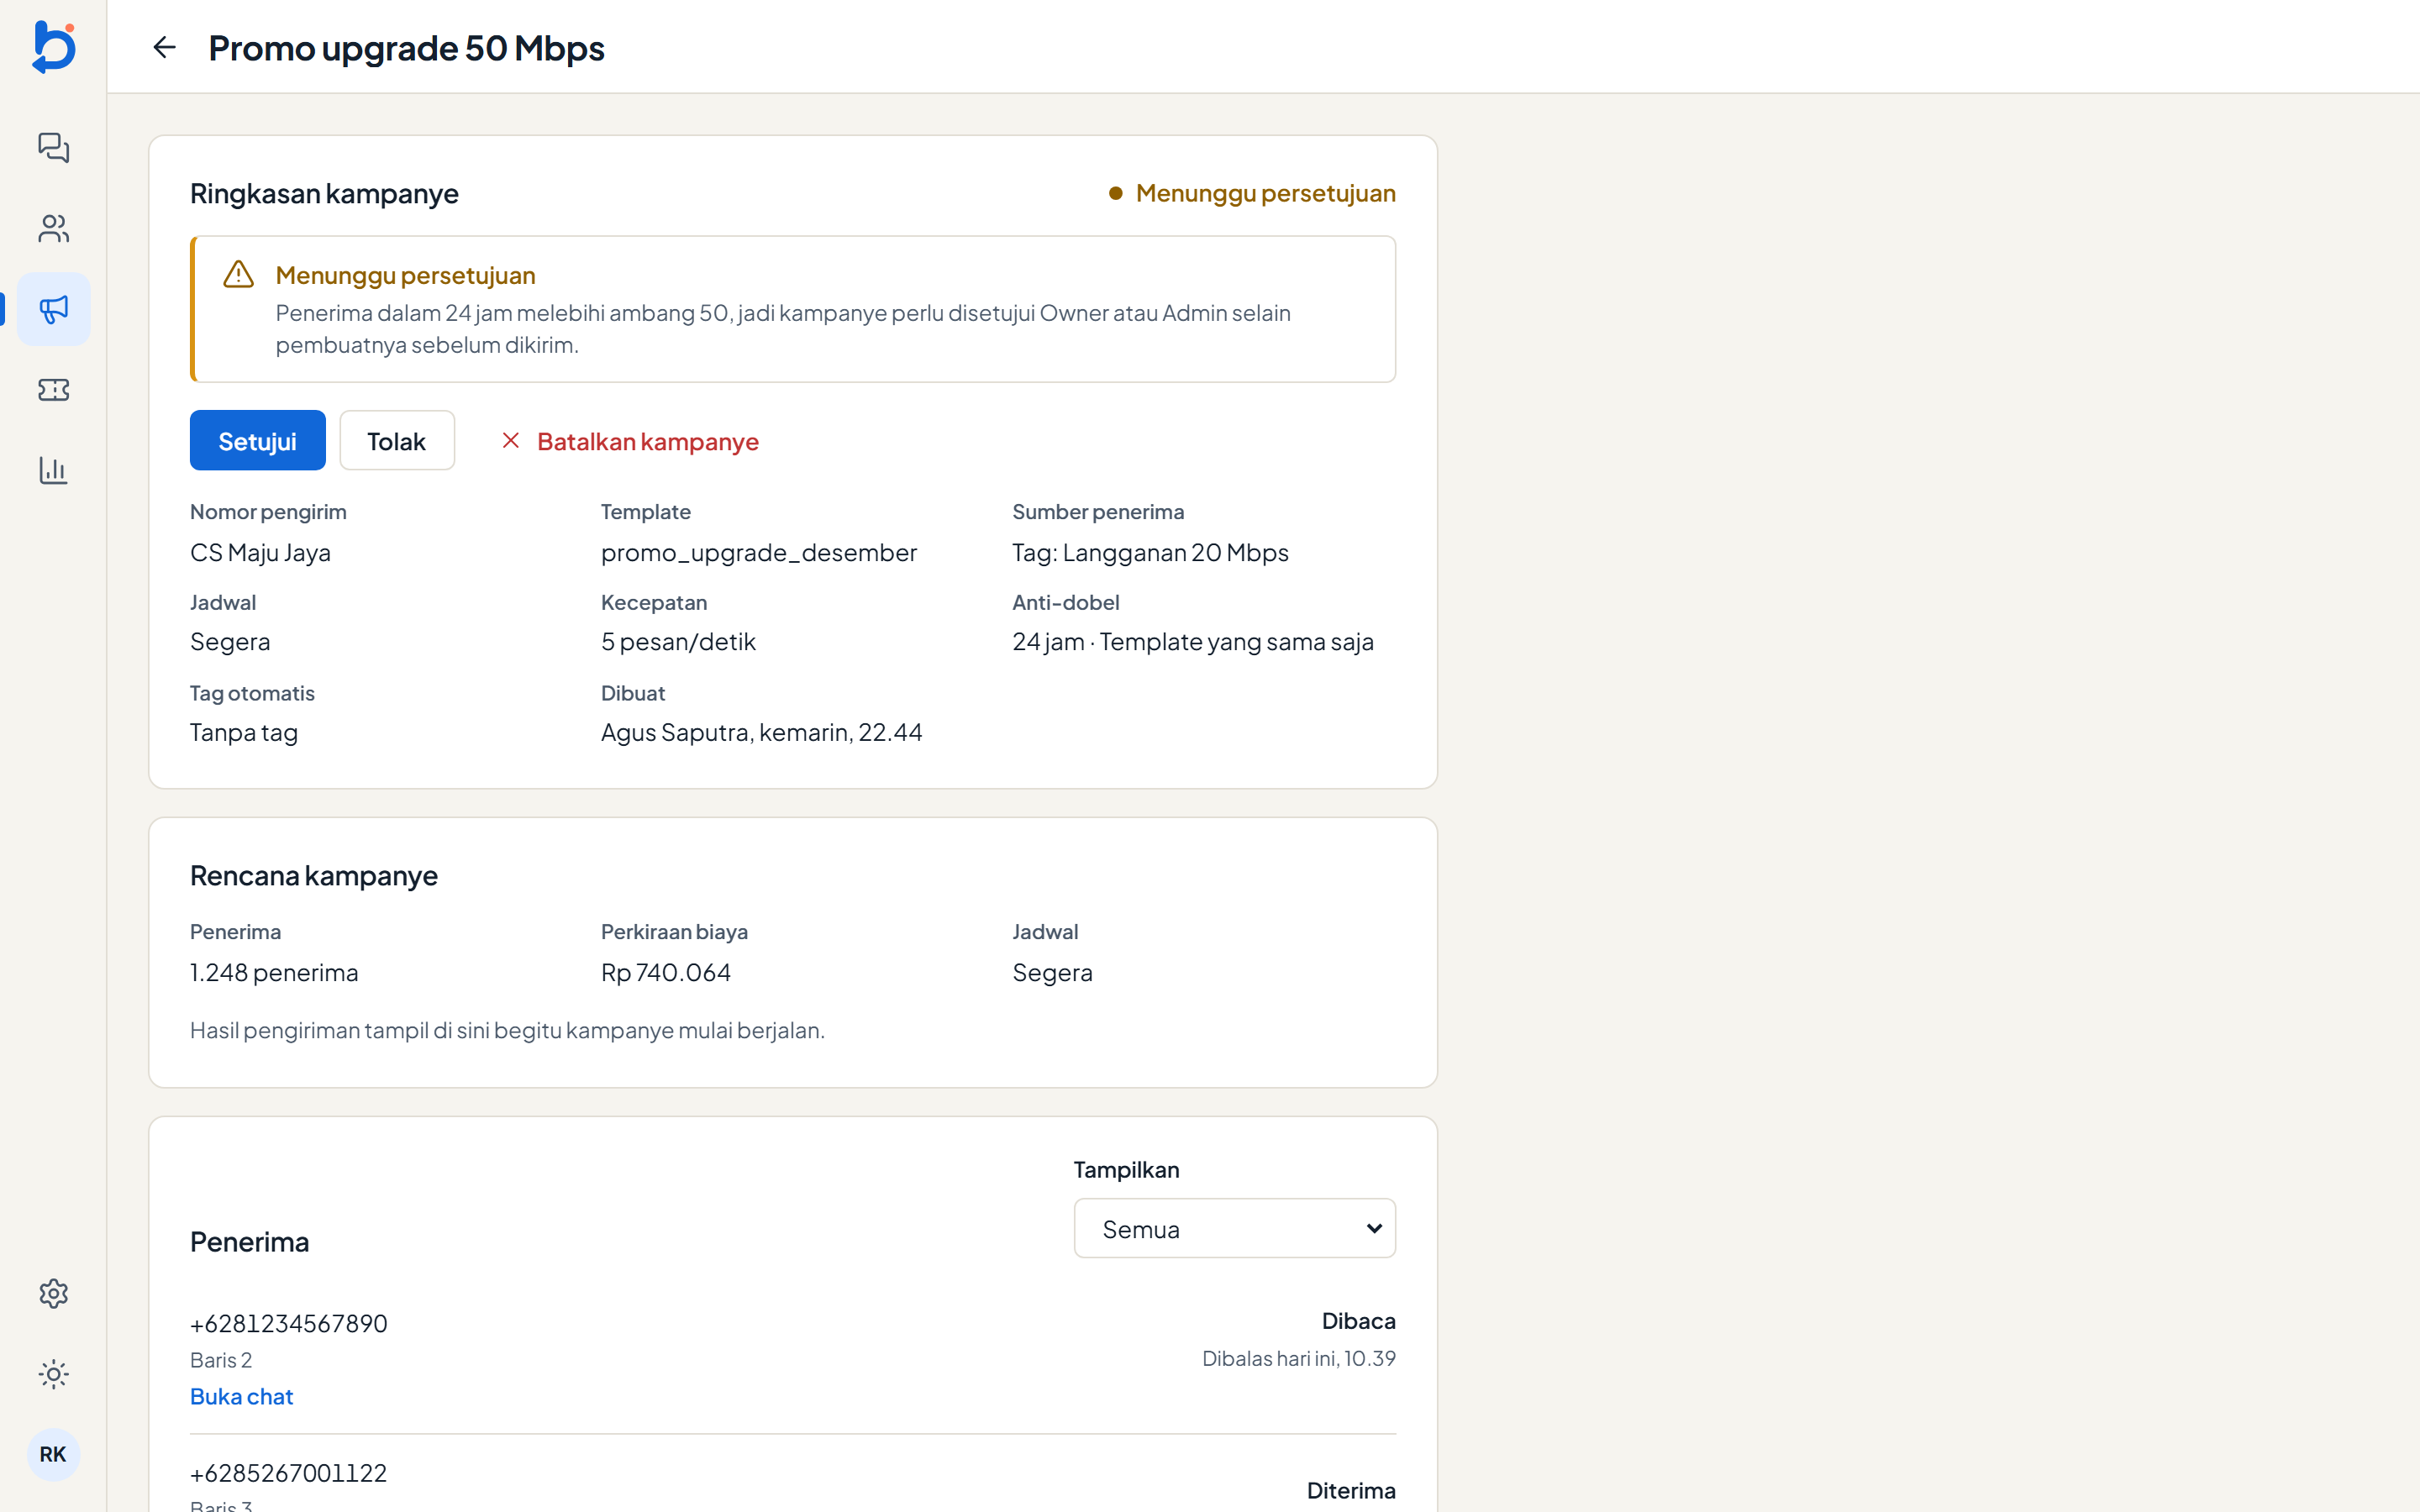 Promo upgrade 50 Mbps
Ringkasan kampanye
Menunggu persetujuan
Menunggu persetujuan
Penerima dalam 24 jam melebihi ambang 50, jadi kampanye perlu disetujui Owner atau Admin selain
pembuatnya sebelum dikirim.
Setujui
Tolak
Batalkan kampanye
Nomor pengirim
Template
Sumber penerima
CS Maju Jaya
promo_upgrade_desember
Tag: Langganan 20 Mbps
Jadwal
Kecepatan
Anti-dobel
Segera
5 pesan/detik
24 jam · Template yang sama saja
Tag otomatis
Dibuat
Tanpa tag
Agus Saputra, kemarin, 22.44
Rencana kampanye
Penerima
Perkiraan biaya
Jadwal
1.248 penerima
Rp 740.064
Segera
Hasil pengiriman tampil di sini begitu kampanye mulai berjalan.
Tampilkan
Penerima
Semua
+6281234567890
Dibaca
Baris 2
Dibalas hari ini, 10.39
Buka chat
+6285267001122
Diterima
Baris 3
RK